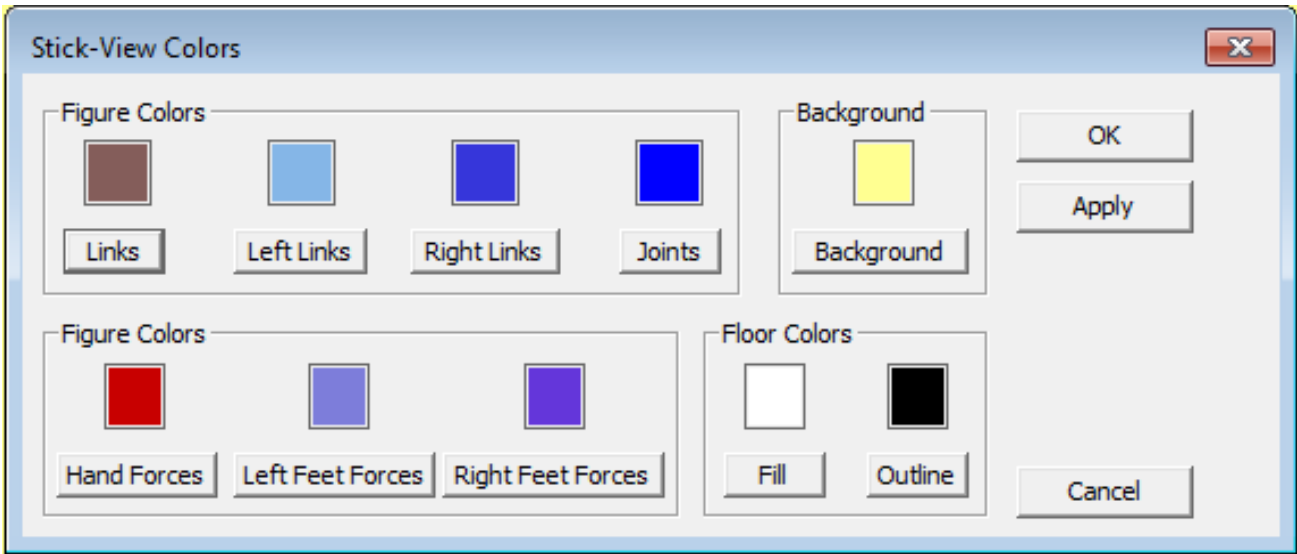 Stick-View Colors
Figure Colors
Background
OK
Apply
Links
Left Links
Right Links
Joints
Background
Figure Colors
Floor Colors
Hand Forces
Left Feet Forces
Right Feet Forces
Fill
Outline
Cancel